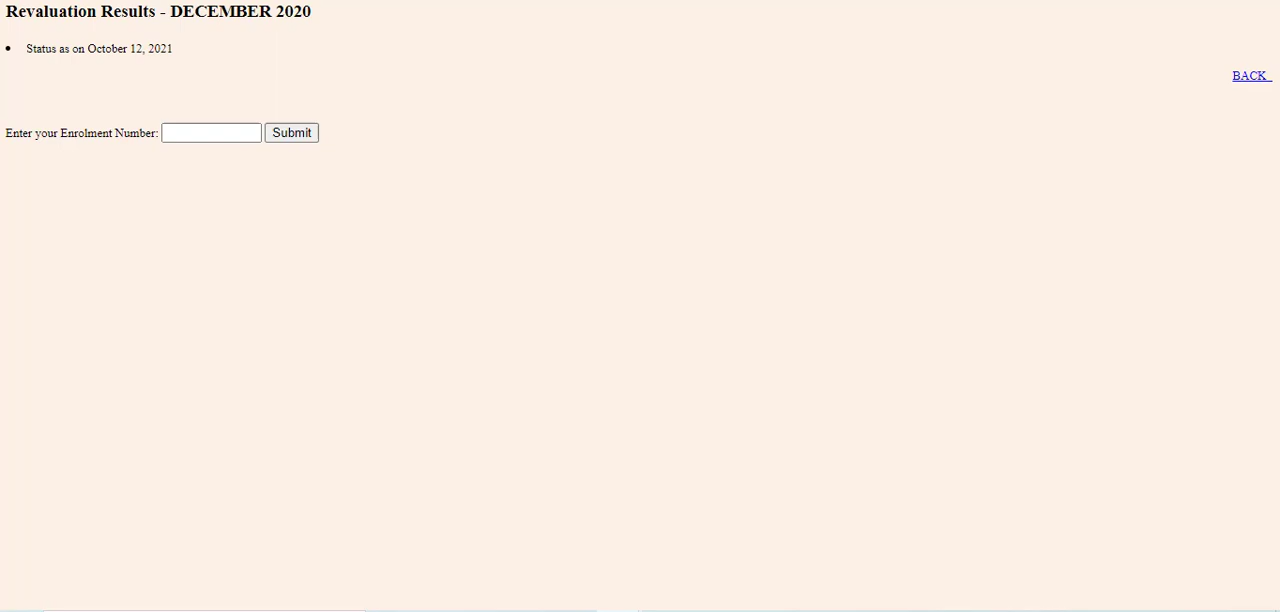 Revaluation Results - DECEMBER 2020
• Status as on October 12, 2021
BACK
Enter your Enrolment Number: Submit